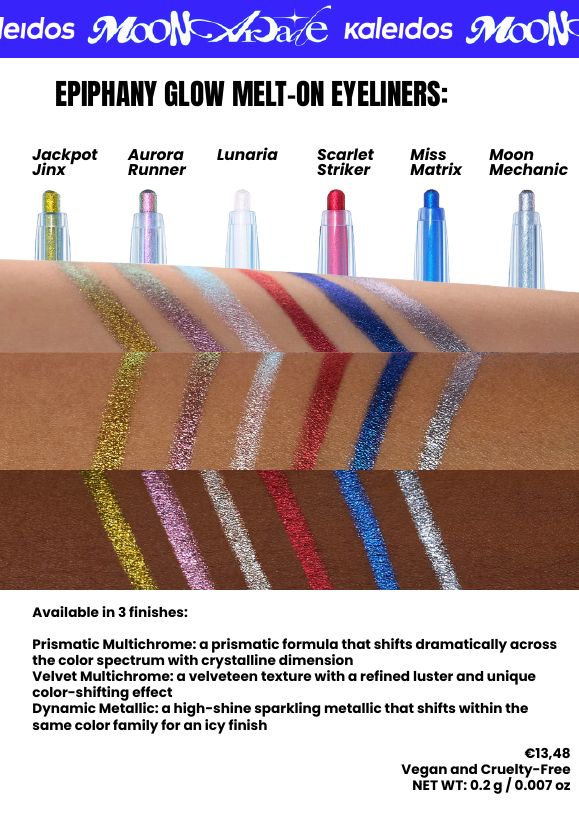 Kaleidos MOON ArCade Kaleidos MOON
EPIPHANY GLOW MELT-ON EYELINERS:
Jackpot Jinx
Aurora Runner
Lunaria
Scarlet Striker
Miss Matrix
Moon Mechanic
Available in 3 finishes:
Prismatic Multichrome: a prismatic formula that shifts dramatically across
the color spectrum with crystalline dimension
Velvet Multichrome: a velveteen texture with a refined luster and unique
color-shifting effect
Dynamic Metallic: a high-shine sparkling metallic that shifts within the
same color family for an icy finish
€13,48
Vegan and Cruelty-Free
NET WT: 0.2 g / 0.007 oz